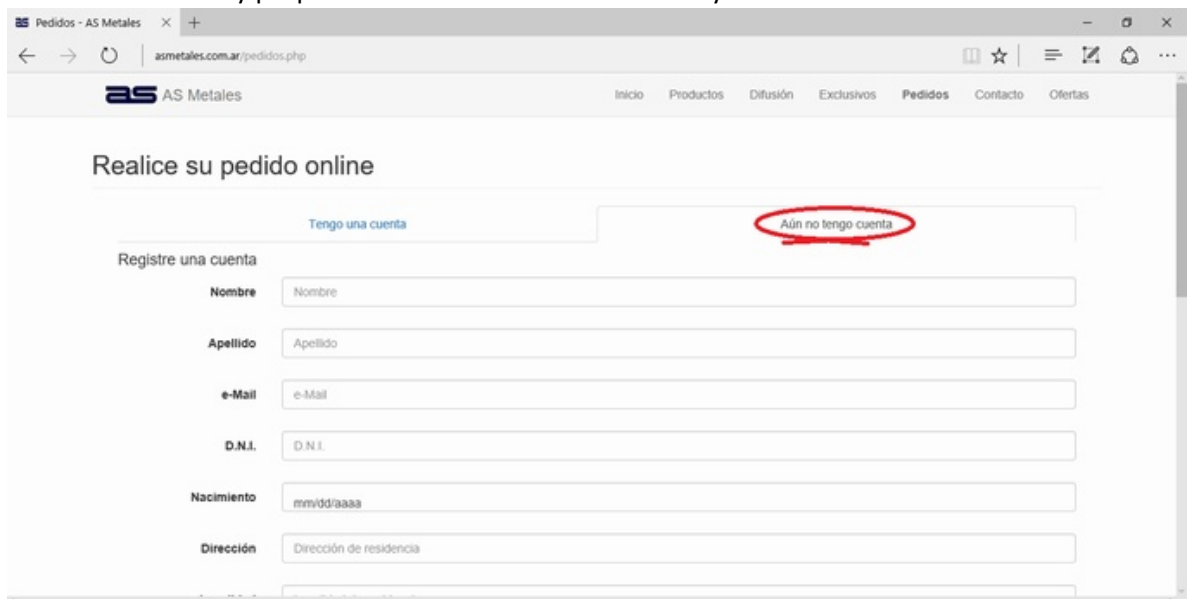 Pedidos - AS Metales
asmetales.com.ar/pedidos.php
as AS Metales
Inicio Productos Difusión Exclusivos Pedidos Contacto Ofertas
Realice su pedido online
Tengo una cuenta Aún no tengo cuenta
Registre una cuenta
Nombre Nombre
Apellido Apellido
e-Mail e-Mail
D.N.I. D.N.I.
Nacimiento mm/dd/aaaa
Dirección Dirección de residencia